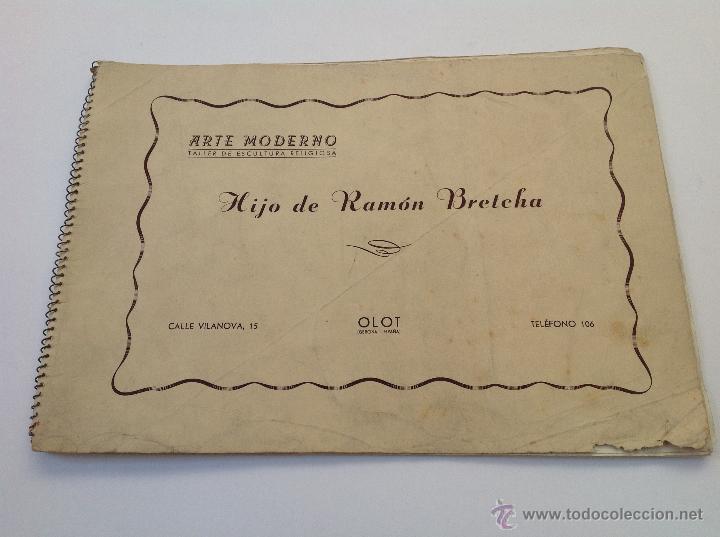 ARTE MODERNO
TALLER DE ESCULTURA RELIGIOSA
Hijo de Ramón Bretcha
CALLE VILANOVA, 15
OLOT
(GERONA - ESPAÑA)
TELÉFONO 106
todocoleccion
www.todocoleccion.net